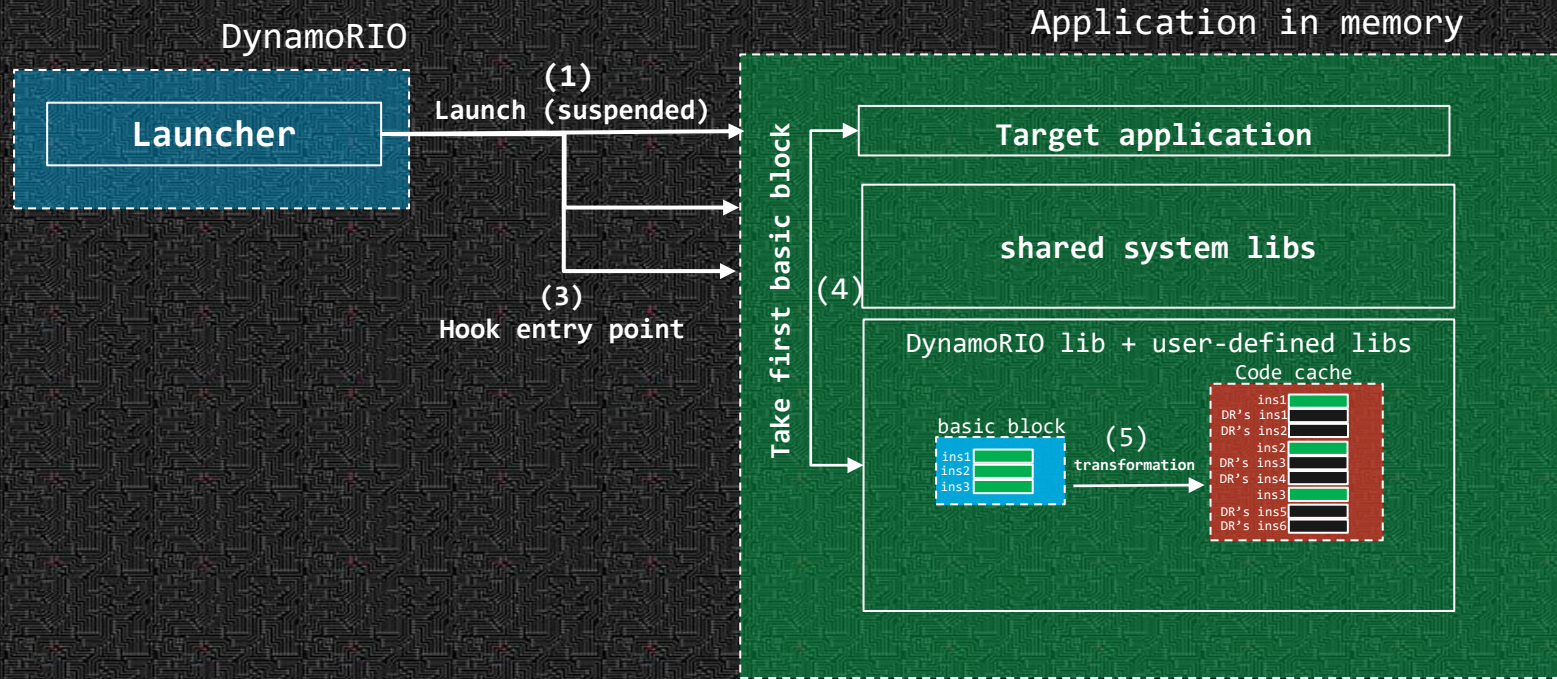 DynamoRIO
Launcher
(1)
Launch (suspended)
(3)
Hook entry point
Application in memory
Take first basic block
(4)
Target application
shared system libs
DynamoRIO lib + user-defined libs
basic block
ins1
ins2
ins3
(5)
transformation
Code cache
ins1
DR’s ins1
DR’s ins2
ins2
DR’s ins3
DR’s ins4
ins3
DR’s ins5
DR’s ins6